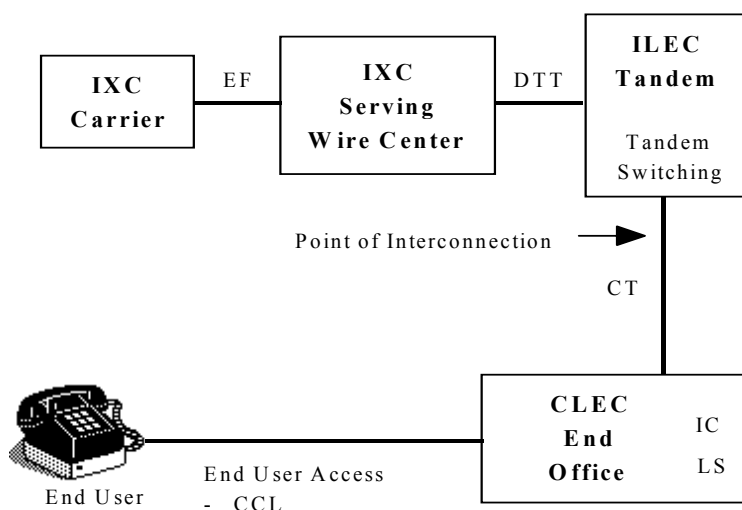 IXC
Carrier
EF
IXC
Serving
Wire Center
DTT
ILEC
Tandem
Tandem
Switching
Point of Interconnection
CT
CLEC
End
Office
IC
LS
End User
End User Access
- CCL